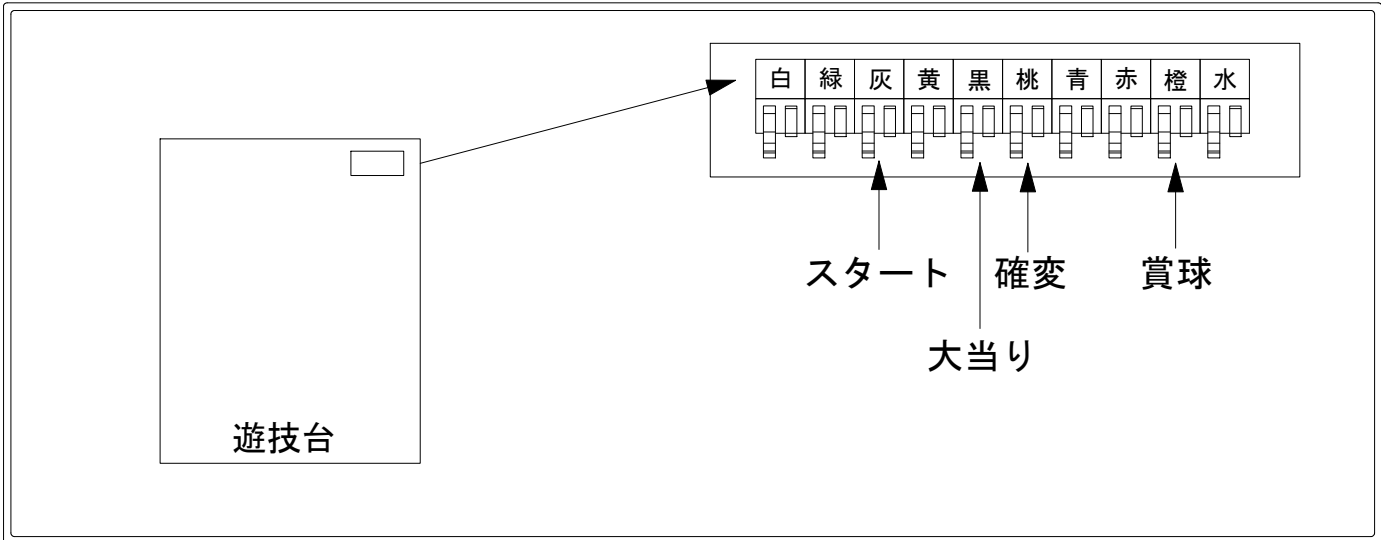 白 緑 灰 黄 黒 桃 青 赤 橙 水
スタート 確変 賞球
大当り
遊技台